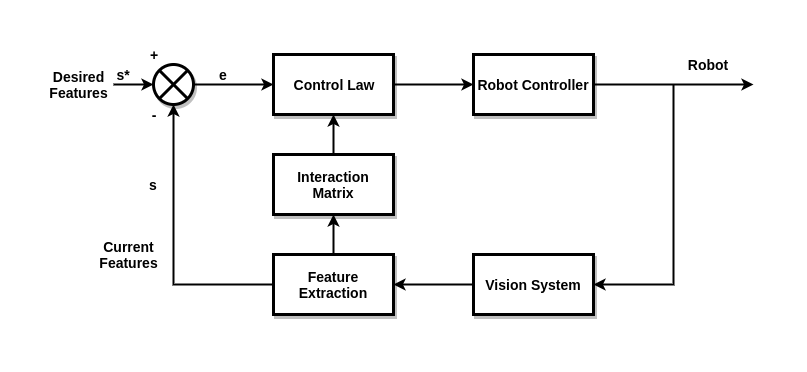 +
Robot
Desired
Features
s*
e
Control Law
Robot Controller
-
Interaction
Matrix
s
Current
Features
Feature
Extraction
Vision System